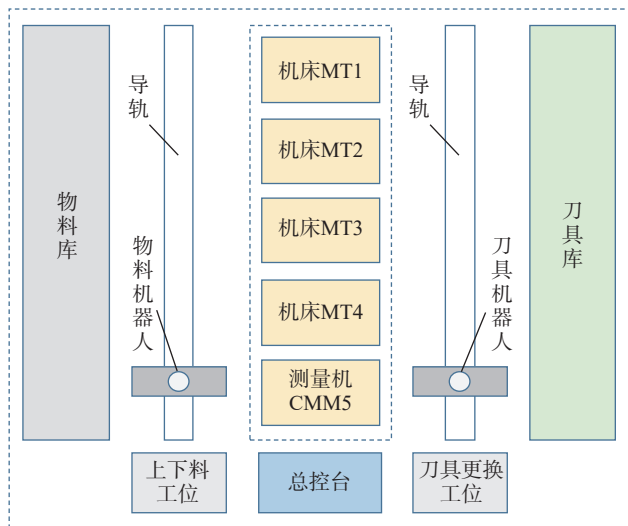 物料库
导轨
物料机器人
机床MT1
机床MT2
机床MT3
机床MT4
测量机
CMM5
导轨
刀具机器人
刀具库
上下料
工位
总控台
刀具更换
工位